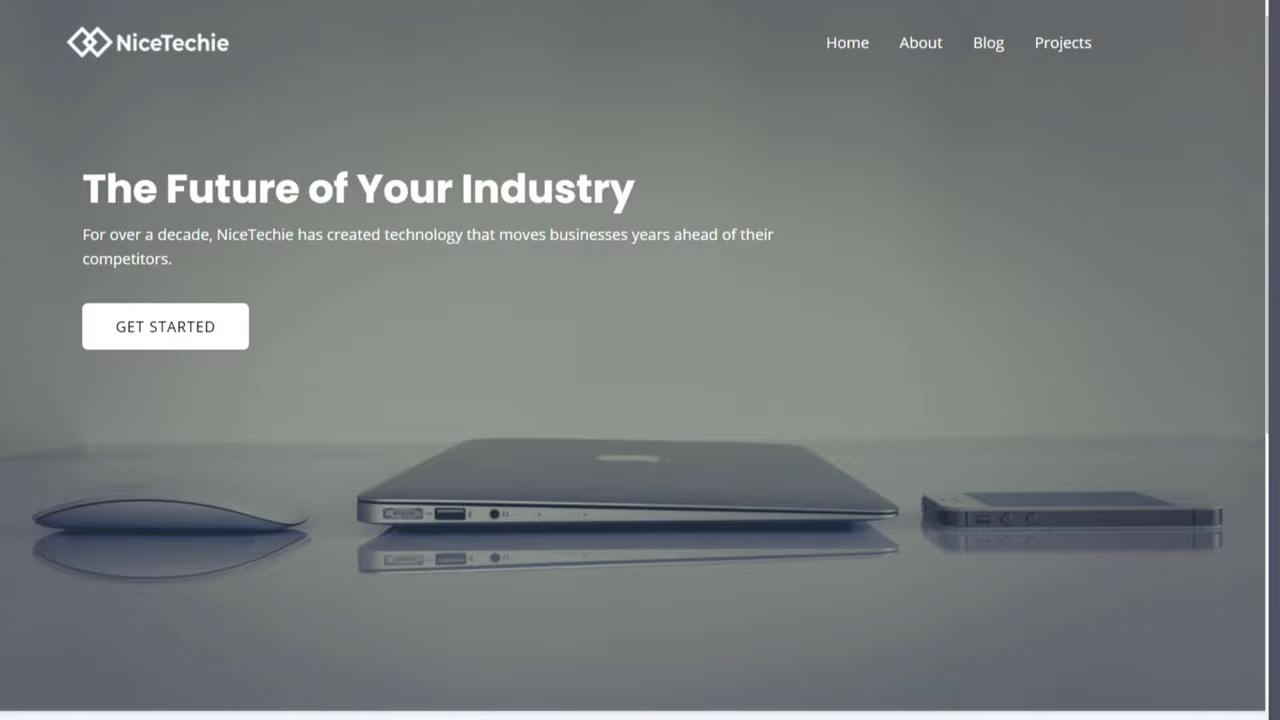 NiceTechie
Home About Blog Projects
The Future of Your Industry
For over a decade, NiceTechie has created technology that moves businesses years ahead of their
competitors.
GET STARTED